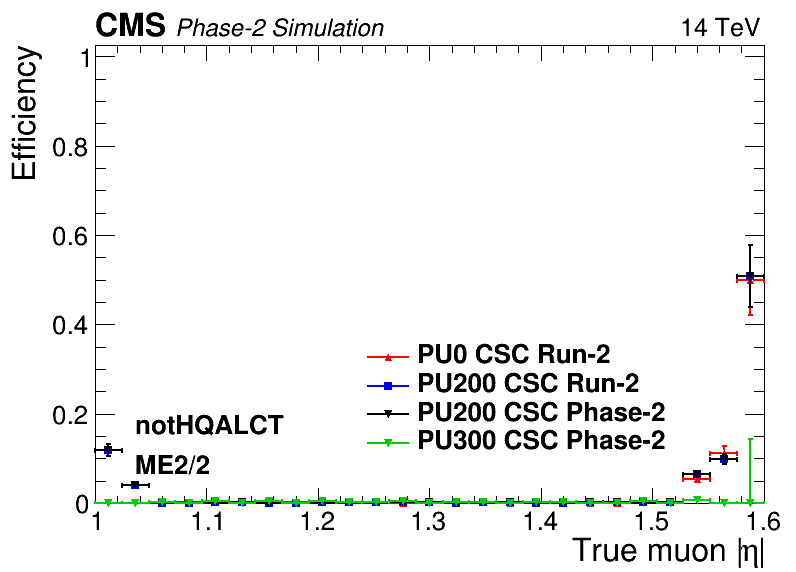 CMS Phase-2 Simulation 14 TeV
Efficiency
1
0.8
0.6
0.4
0.2
0
PU0 CSC Run-2
PU200 CSC Run-2
PU200 CSC Phase-2
PU300 CSC Phase-2
notHQALCT
ME2/2
1 1.1 1.2 1.3 1.4 1.5 1.6
True muon |η|